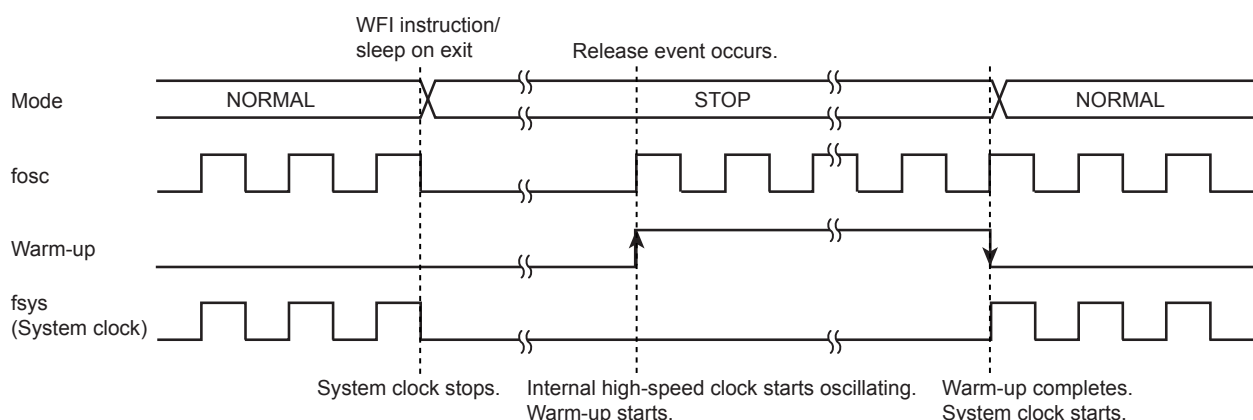 WFI instruction/
sleep on exit
Release event occurs.
Mode
NORMAL
STOP
NORMAL
fosc
Warm-up
fsys
(System clock)
System clock stops.
Internal high-speed clock starts oscillating.
Warm-up starts.
Warm-up completes.
System clock starts.